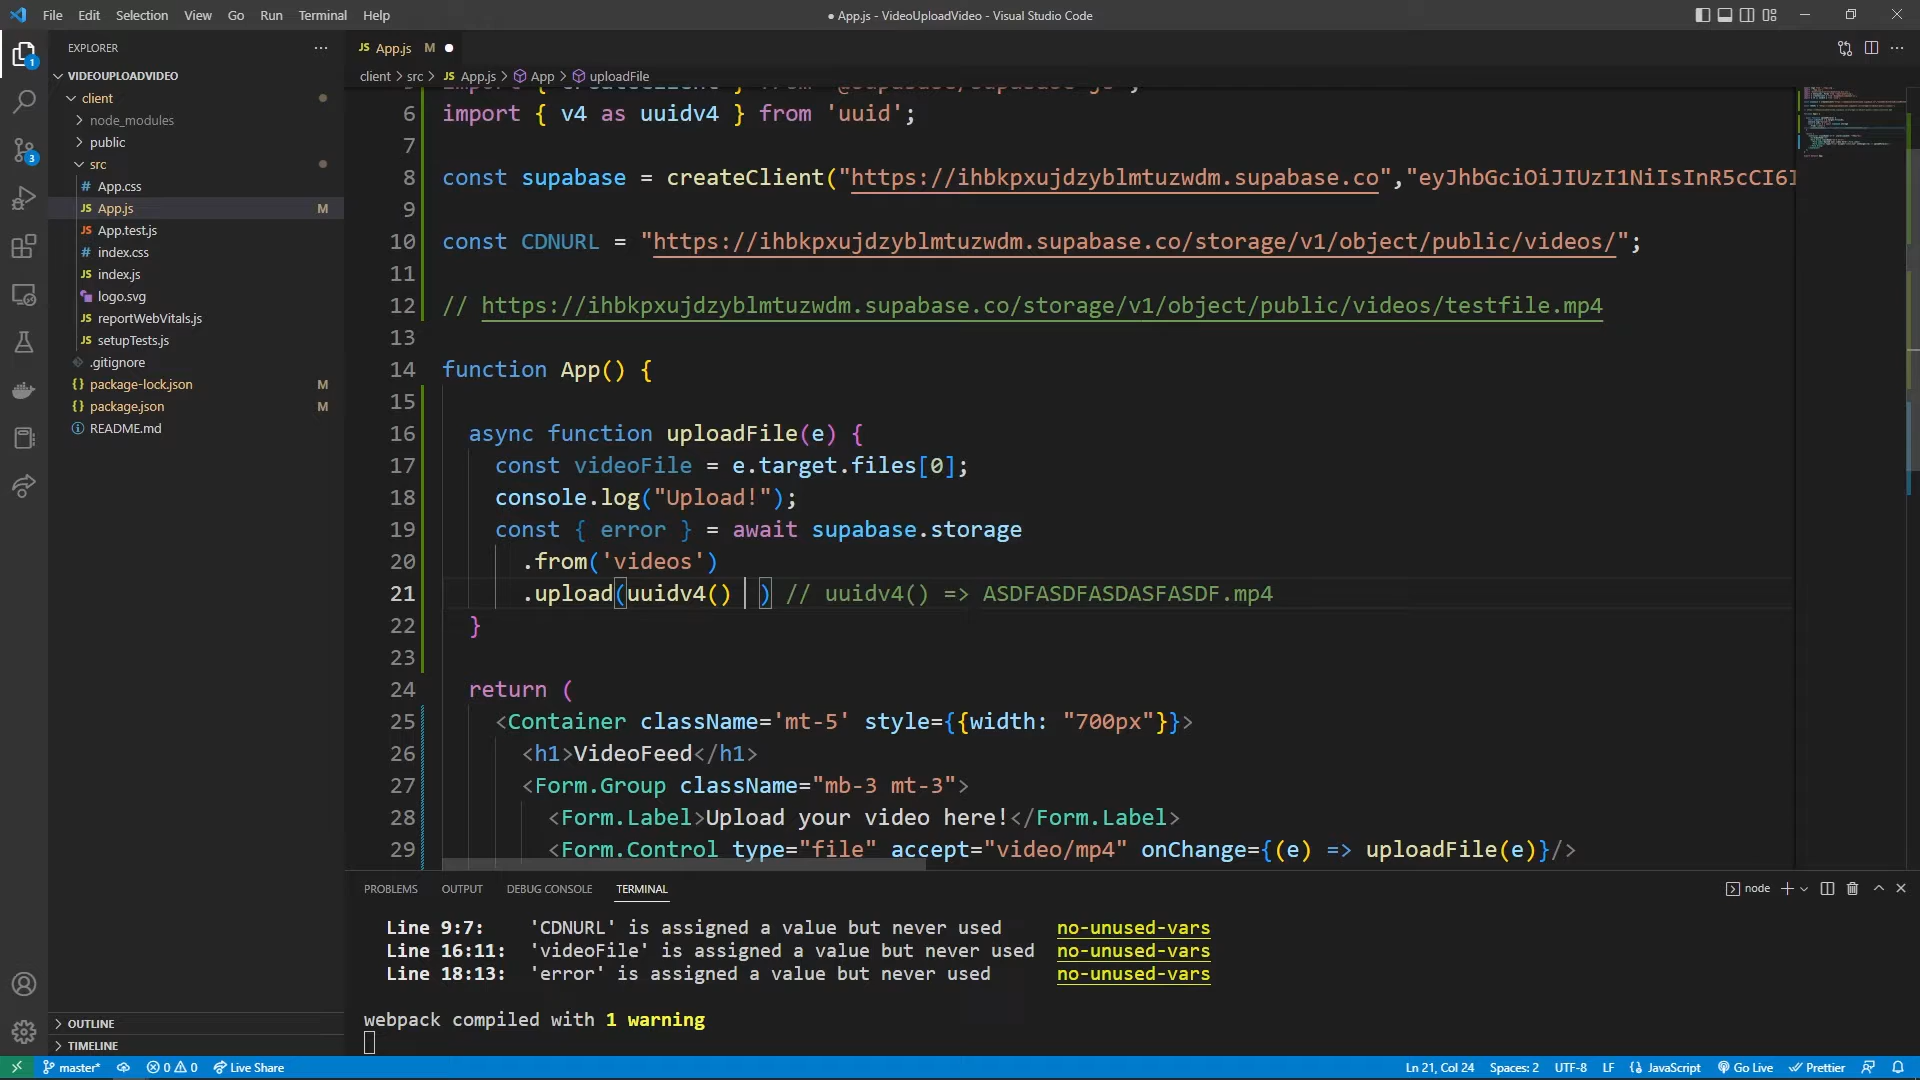 File Edit Selection View Go Run Terminal Help
● App.js - VideoUploadVideo - Visual Studio Code
EXPLORER
VIDEOUPLOADVIDEO
client
node_modules
public
src
# App.css
JS App.js M
JS App.test.js
# index.css
JS index.js
logo.svg
JS reportWebVitals.js
JS setupTests.js
.gitignore
{} package-lock.json M
{} package.json M
README.md
OUTLINE
TIMELINE
1
3
JS App.js M ●
client > src > JS App.js > App > uploadFile
6 import { v4 as uuidv4 } from 'uuid';
7
8 const supabase = createClient("https://ihbkpxujdzyblmtuzwdm.supabase.co","eyJhbGciOiJIUzI1NiIsInR5cCI6I
9
10 const CDNURL = "https://ihbkpxujdzyblmtuzwdm.supabase.co/storage/v1/object/public/videos/";
11
12 // https://ihbkpxujdzyblmtuzwdm.supabase.co/storage/v1/object/public/videos/testfile.mp4
13
14 function App() {
15
16 async function uploadFile(e) {
17 const videoFile = e.target.files[0];
18 console.log("Upload!");
19 const { error } = await supabase.storage
20 .from('videos')
21 .upload(uuidv4() ) // uuidv4() => ASDFASDFASDASFASDF.mp4
22 }
23
24 return (
25 <Container className='mt-5' style={{width: "700px"}}>
26 <h1>VideoFeed</h1>
27 <Form.Group className="mb-3 mt-3">
28 <Form.Label>Upload your video here!</Form.Label>
29 <Form.Control type="file" accept="video/mp4" onChange={(e) => uploadFile(e)}/>
PROBLEMS OUTPUT DEBUG CONSOLE TERMINAL
node
Line 9:7: 'CDNURL' is assigned a value but never used no-unused-vars
Line 16:11: 'videoFile' is assigned a value but never used no-unused-vars
Line 18:13: 'error' is assigned a value but never used no-unused-vars
webpack compiled with 1 warning
master* 0 0 Live Share
Ln 21, Col 24 Spaces: 2 UTF-8 LF {} JavaScript Go Live Prettier